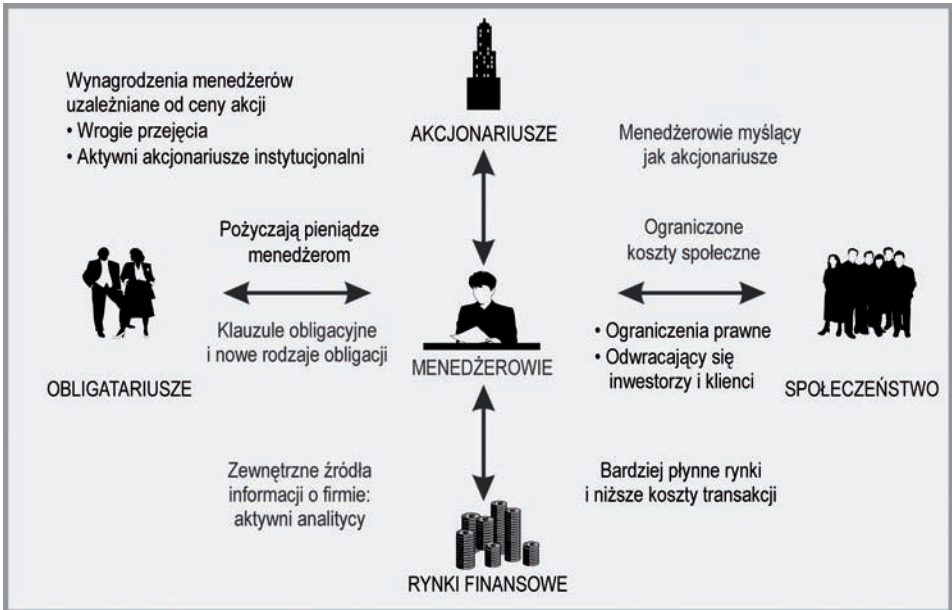 Wynagrodzenia menedżerów
uzależniane od ceny akcji
• Wrogie przejęcia
• Aktywni akcjonariusze instytucjonalni
AKCJONARIUSZE
Menedżerowie myślący
jak akcjonariusze
Pożyczają pieniądze
menedżerom
Ograniczone
koszty społeczne
Klauzule obligacyjne
i nowe rodzaje obligacji
• Ograniczenia prawne
• Odwracający się
inwestorzy i klienci
OBLIGATARIUSZE
MENEDŻEROWIE
SPOŁECZEŃSTWO
Zewnętrzne źródła
informacji o firmie:
aktywni analitycy
Bardziej płynne rynki
i niższe koszty transakcji
RYNKI FINANSOWE